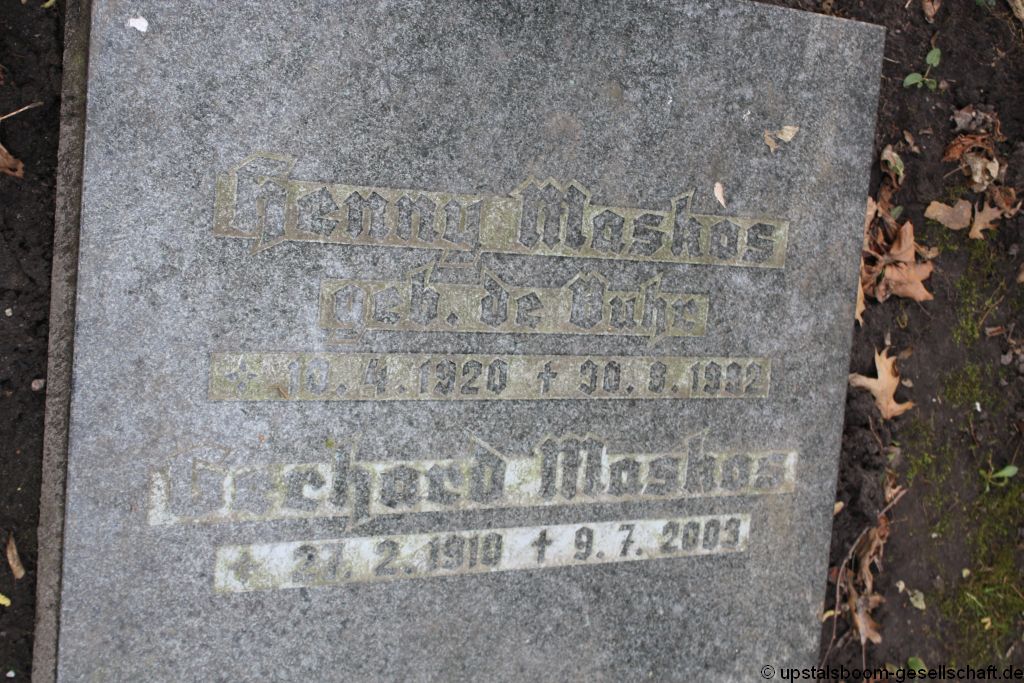 Henny Maskos
geb. de Buhr
* 10.4.1920 † 30.8.1992
Gerhard Maskos
* 27.2.1910 † 9.7.2003
© upstalsboom-gesellschaft.de